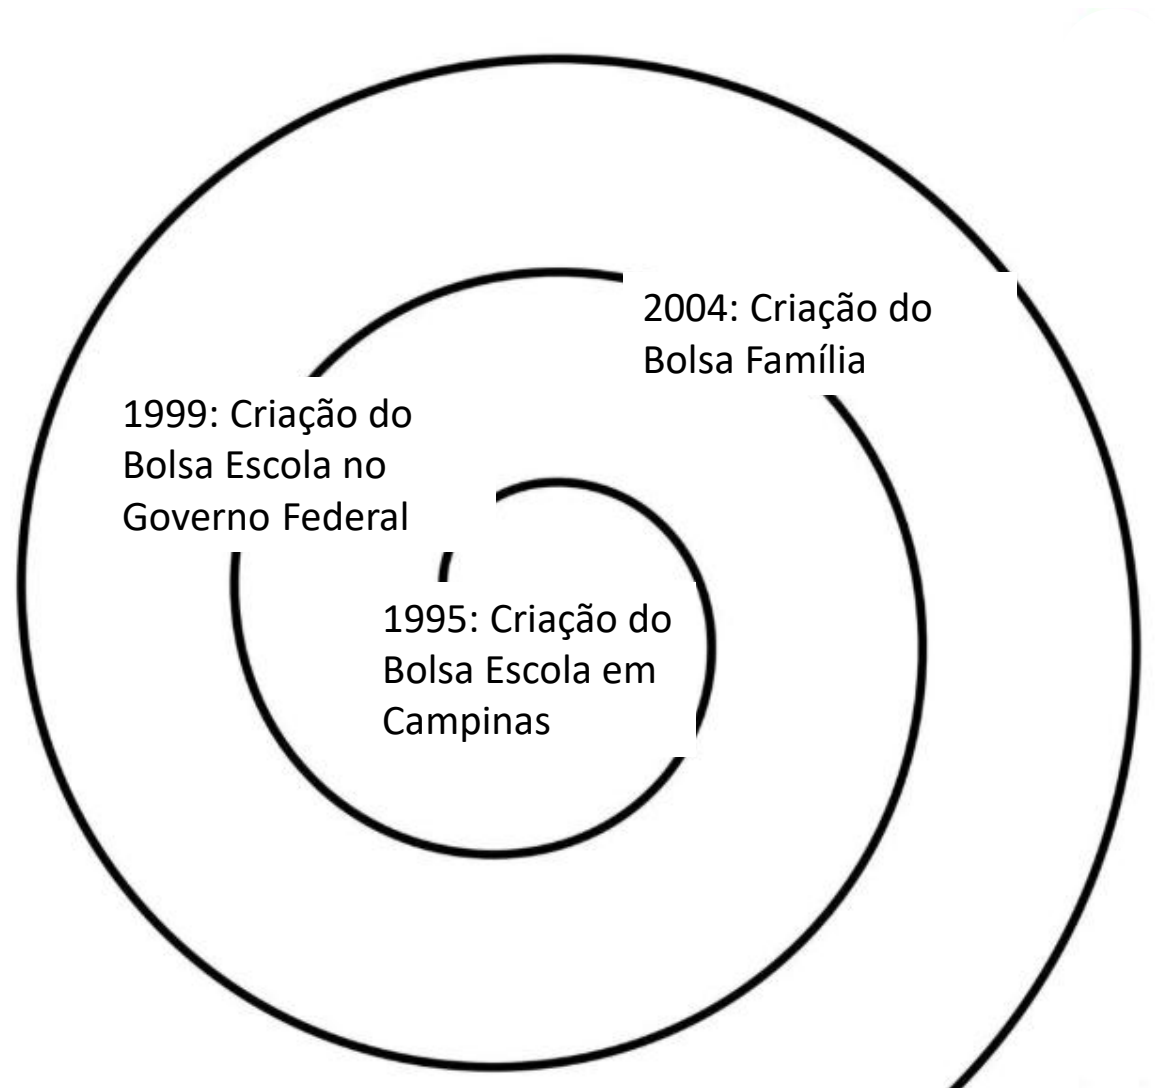 2004: Criação do
Bolsa Família
1999: Criação do
Bolsa Escola no
Governo Federal
1995: Criação do
Bolsa Escola em
Campinas